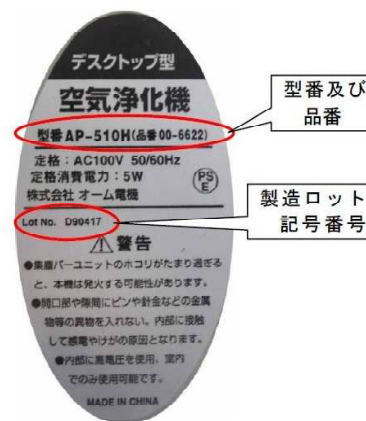 デスクトップ型
空気浄化機
型番AP-510H(品番00-6622)
定格：AC100V 50/60Hz
定格消費電力：5W
株式会社 オーム電機
PS
E
Lot No. D90417
警告
●集塵バーユニットのホコリがたまり過ぎる
と、本機は発火する可能性があります。
●開口部や隙間にピンや針金などの金属
物等の異物を入れない。内部に接触
して感電やけがの原因となります。
●内部に高電圧を使用、室内
でのみ使用可能です。
MADE IN CHINA
型番及び
品番
製造ロット
記号番号